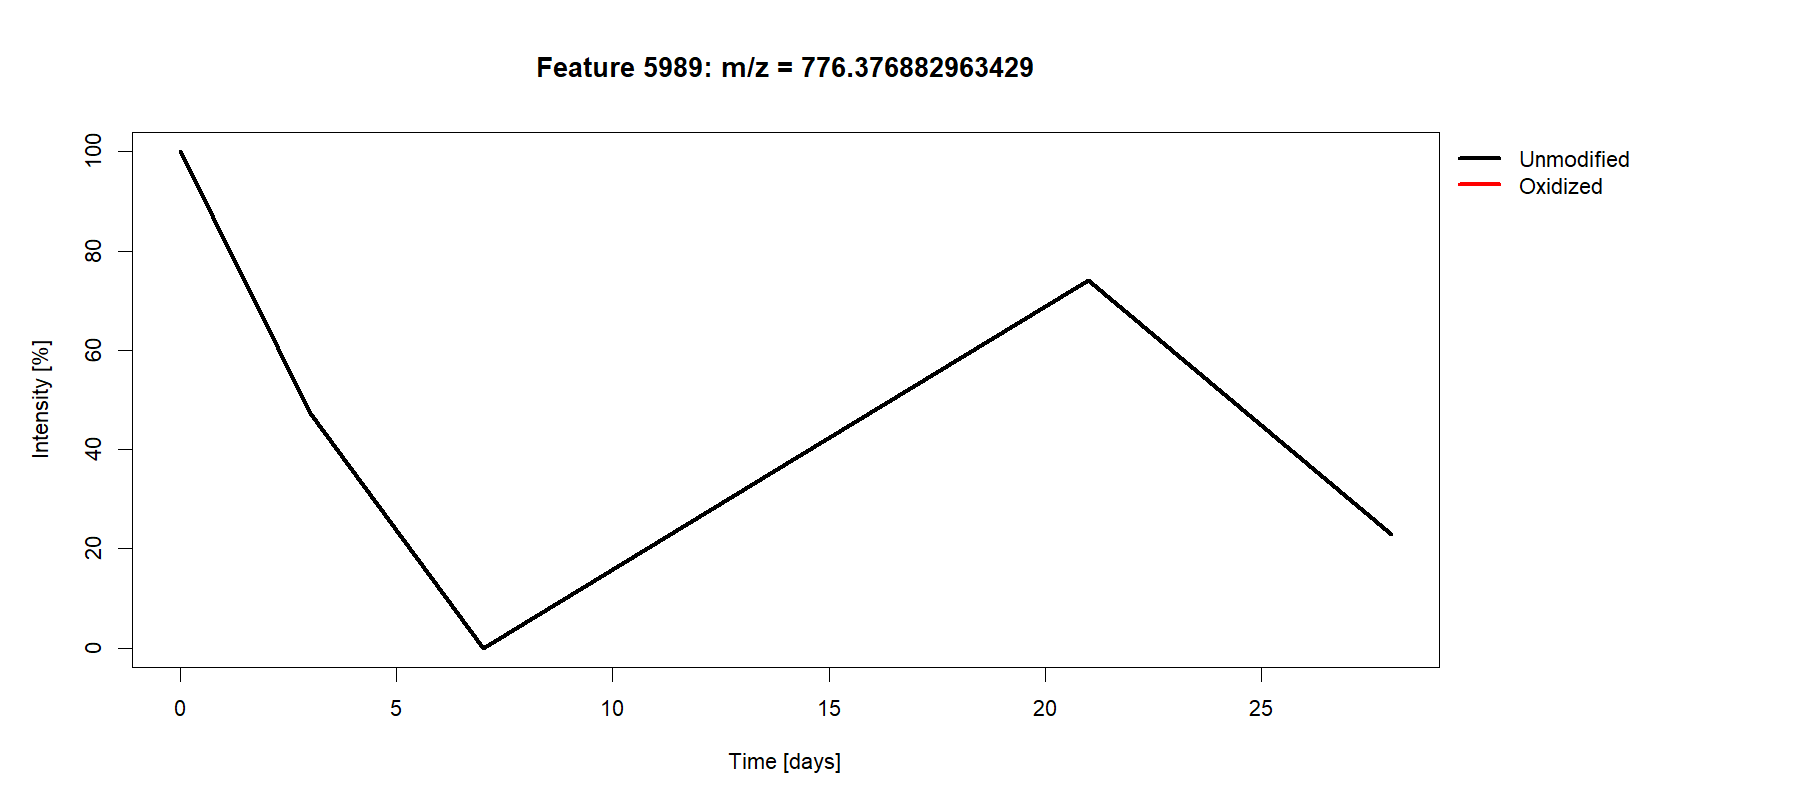 Feature 5989: m/z = 776.376882963429
Unmodified
Oxidized
Intensity [%]
100
80
60
40
20
0
0 5 10 15 20 25
Time [days]